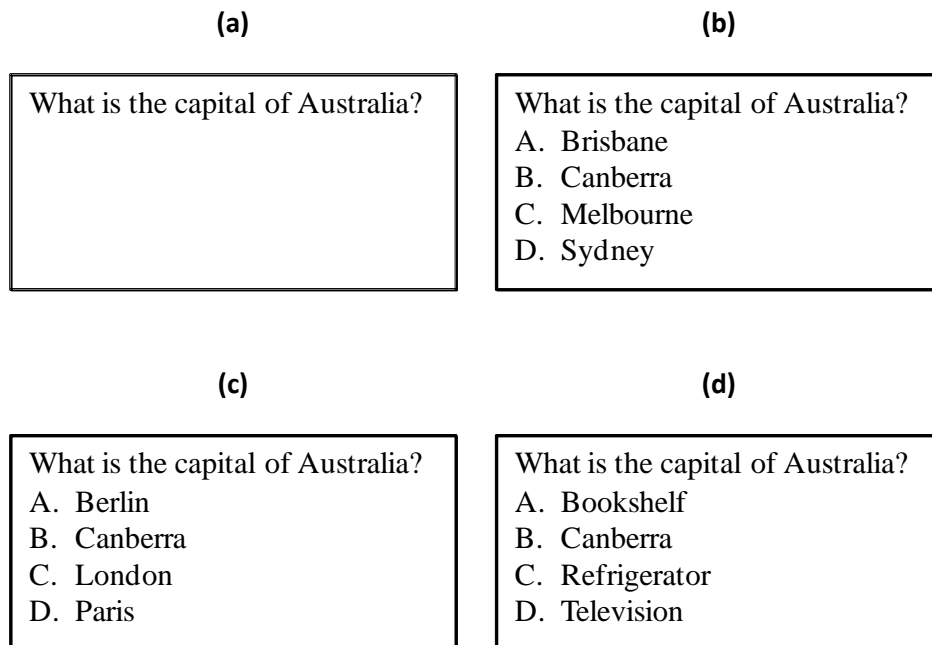 (a)
What is the capital of Australia?
(b)
What is the capital of Australia?
A. Brisbane
B. Canberra
C. Melbourne
D. Sydney
(c)
What is the capital of Australia?
A. Berlin
B. Canberra
C. London
D. Paris
(d)
What is the capital of Australia?
A. Bookshelf
B. Canberra
C. Refrigerator
D. Television